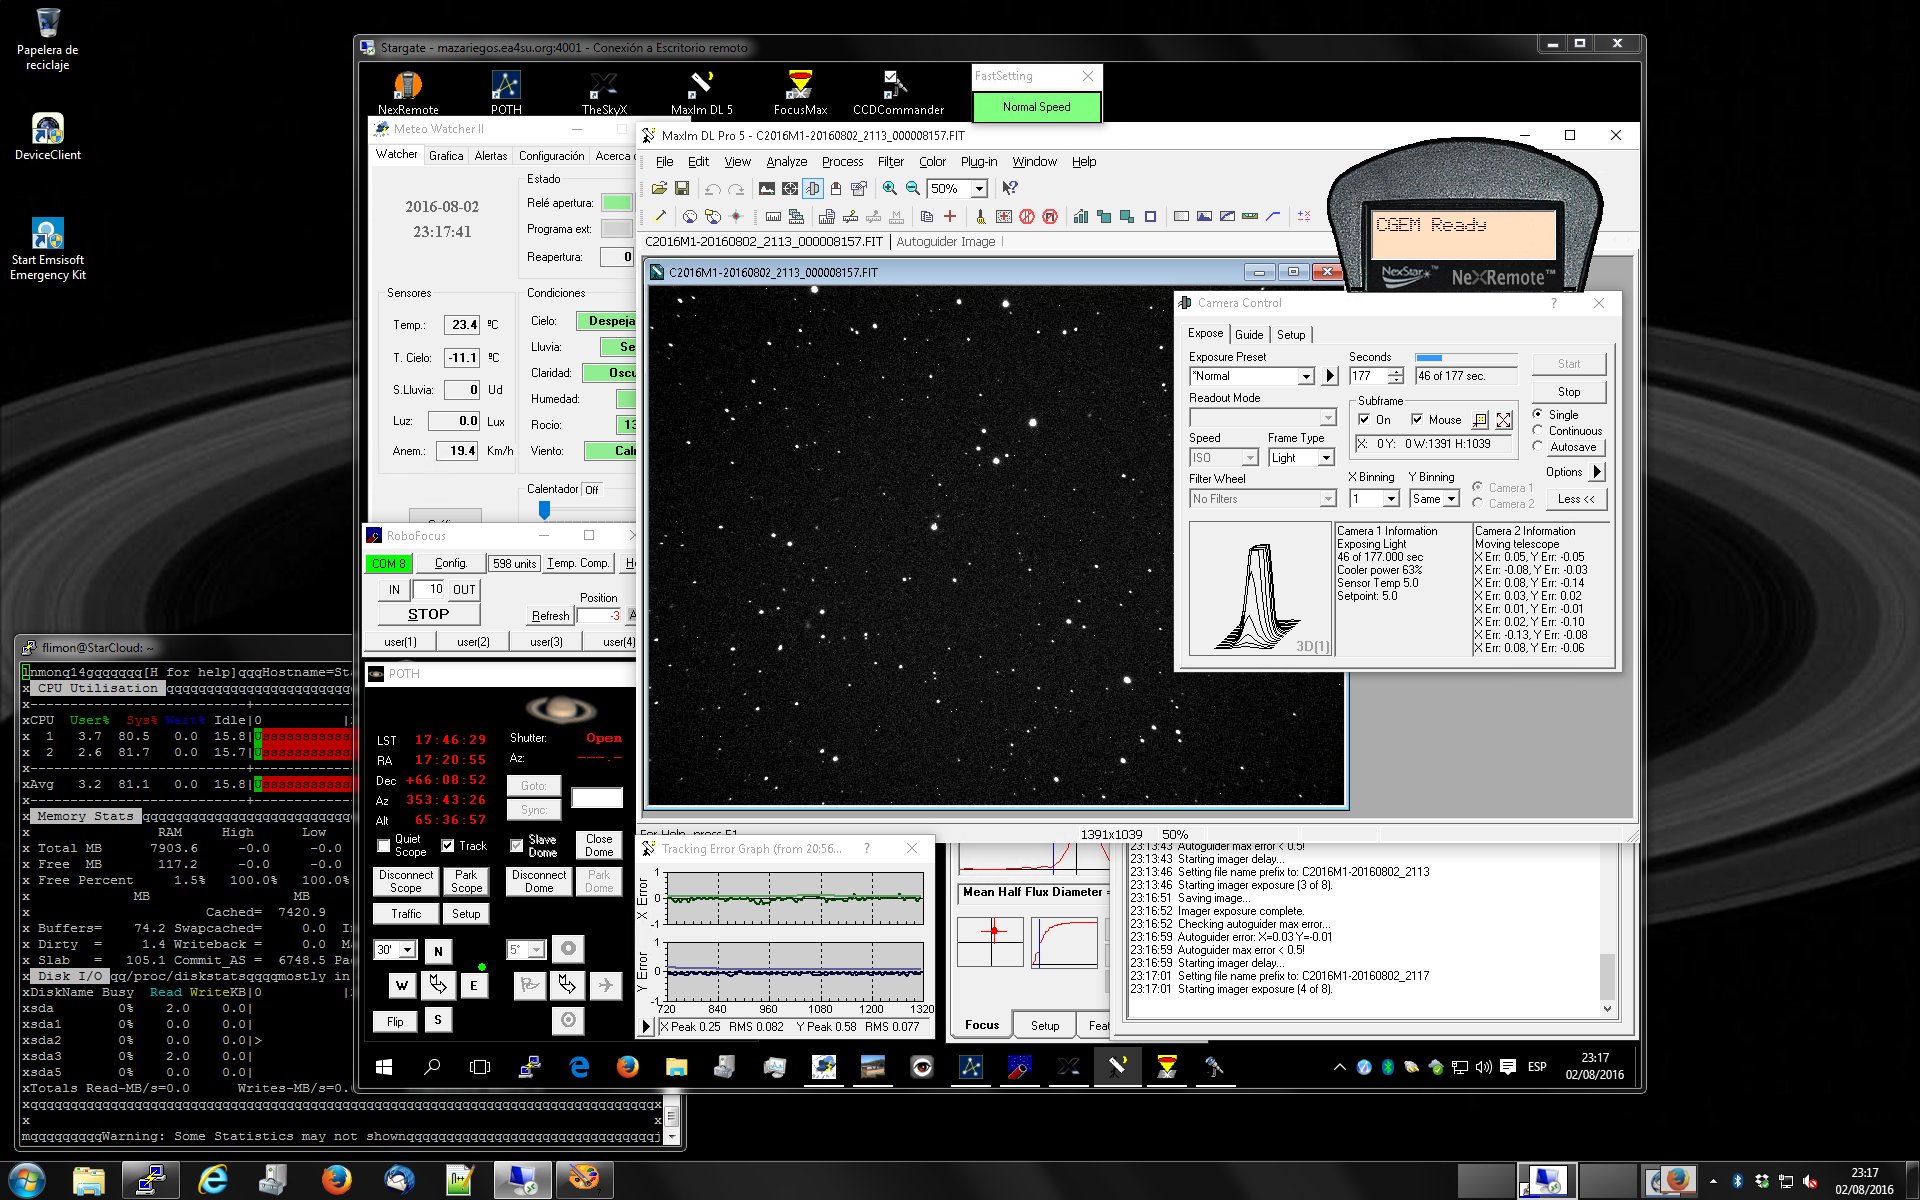 Papelera de
reciclaje
DeviceClient
Start Emsisoft
Emergency Kit
Stargate - mazariegos.ea4su.org:4001 - Conexión a Escritorio remoto
NexRemote
POTH
TheSkyX
MaxIm DL 5
FocusMax
CCDCommander
FastSetting
Normal Speed
Meteo Watcher II
Watcher Grafica Alertas Configuración Acerca
2016-08-02
23:17:41
Estado
Relé apertura:
Programa ext:
Reapertura: 0
Sensores
Temp.: 23.4 ºC
T. Cielo: -11.1 ºC
S.Lluvia: 0 Ud
Luz: 0.0 Lux
Anem.: 19.4 Km/h
Condiciones
Cielo: Despeja
Lluvia: Se
Claridad: Oscu
Humedad:
Rocio: 13
Viento: Cal
Calentador Off
RoboFocus
COM 8 Config. 598 units Temp. Comp. He
IN 10 OUT
STOP
Position
Refresh -3
user(1) user(2) user(3) user(4)
POTH
LST 17:46:29
RA 17:20:55
Dec +66:08:52
Az 353:43:26
Alt 65:36:57
Shutter: Open
Az: ---.-
Goto:
Sync:
Quiet Scope
Track
Slave Dome
Close Dome
Disconnect Scope
Park Scope
Disconnect Dome
Park Dome
Traffic
Setup
30' N 5°
W E
Flip S
MaxIm DL Pro 5 - C2016M1-20160802_2113_000008157.FIT
File Edit View Analyze Process Filter Color Plug-in Window Help
50%
C2016M1-20160802_2113_000008157.FIT Autoguider Image
C2016M1-20160802_2113_000008157.FIT
CGEM Ready
NexStar
NeXRemote™
Camera Control
Expose Guide Setup
Exposure Preset
*Normal
Seconds
177
46 of 177 sec.
Start
Stop
Readout Mode
Subframe
On Mouse
X: 0 Y: 0 W:1391 H:1039
Single
Continuous
Autosave
Speed
ISO
Frame Type
Light
Options
Filter Wheel
No Filters
X Binning
1
Y Binning
Same
Camera 1
Camera 2
Less <<
3D[1]
Camera 1 Information
Exposing Light
46 of 177.000 sec
Cooler power 63%
Sensor Temp 5.0
Setpoint: 5.0
Camera 2 Information
Moving telescope
X Err: 0.05, Y Err: -0.05
X Err: -0.08, Y Err: -0.03
X Err: 0.08, Y Err: -0.14
X Err: 0.03, Y Err: 0.02
X Err: 0.01, Y Err: -0.01
X Err: 0.02, Y Err: -0.10
X Err: -0.13, Y Err: -0.08
X Err: 0.08, Y Err: -0.06
For Help, press F1
1391x1039 50%
Tracking Error Graph (from 20:56...
X Error
1
0
-1
Y Error
1
0
-1
720 840 960 1080 1200 1320
X Peak 0.25 RMS 0.082 Y Peak 0.58 RMS 0.077
Mean Half Flux Diameter =
Focus Setup Feat
23:13:43 Autoguider max error < 0.5!
23:13:43 Starting imager delay...
23:13:46 Setting file name prefix to: C2016M1-20160802_2113
23:13:46 Starting imager exposure (3 of 8).
23:16:51 Saving image...
23:16:52 Imager exposure complete.
23:16:52 Checking autoguider max error...
23:16:59 Autoguider error: X=0.03 Y=-0.01
23:16:59 Autoguider max error < 0.5!
23:16:59 Starting imager delay...
23:17:01 Setting file name prefix to: C2016M1-20160802_2117
23:17:01 Starting imager exposure (4 of 8).
ESP
23:17
02/08/2016
flimon@StarCloud: ~
lnmonq14gqqqqqq[H for help]qqqHostname=Sta
x CPU Utilisation qqqqqqqqqqqqqqqqqqqqqqqq
xCPU User% Sys% Wait% Idle|0
x 1 3.7 80.5 0.0 15.8|Usssssssssss
x 2 2.6 81.7 0.0 15.7|Usssssssssss
xAvg 3.2 81.1 0.0 15.8|Usssssssssss
x Memory Stats qqqqqqqqqqqqqqqqqqqqqqqqqqq
x RAM High Low
x Total MB 7903.6 -0.0 -0.0
x Free MB 117.2 -0.0 -0.0
x Free Percent 1.5% 100.0% 100.0%
x MB MB
x Cached= 7420.9
x Buffers= 74.2 Swapcached= 0.0 In
x Dirty = 1.4 Writeback = 0.0 Ma
x Slab = 105.1 Commit_AS = 6748.5 Pa
x Disk I/O qq/proc/diskstatsqqqqmostly in
xDiskName Busy Read WriteKB|0
xsda 0% 2.0 0.0|
xsda1 0% 0.0 0.0|
xsda2 0% 0.0 0.0|>
xsda3 0% 2.0 0.0|
xsda5 0% 0.0 0.0|
xTotals Read-MB/s=0.0 Writes-MB/s=0.
mqqqqqqqqqWarning: Some Statistics may not shownqqqqqqqqqqqqqqqqqqqqqqqqqqqqj
23:17
02/08/2016